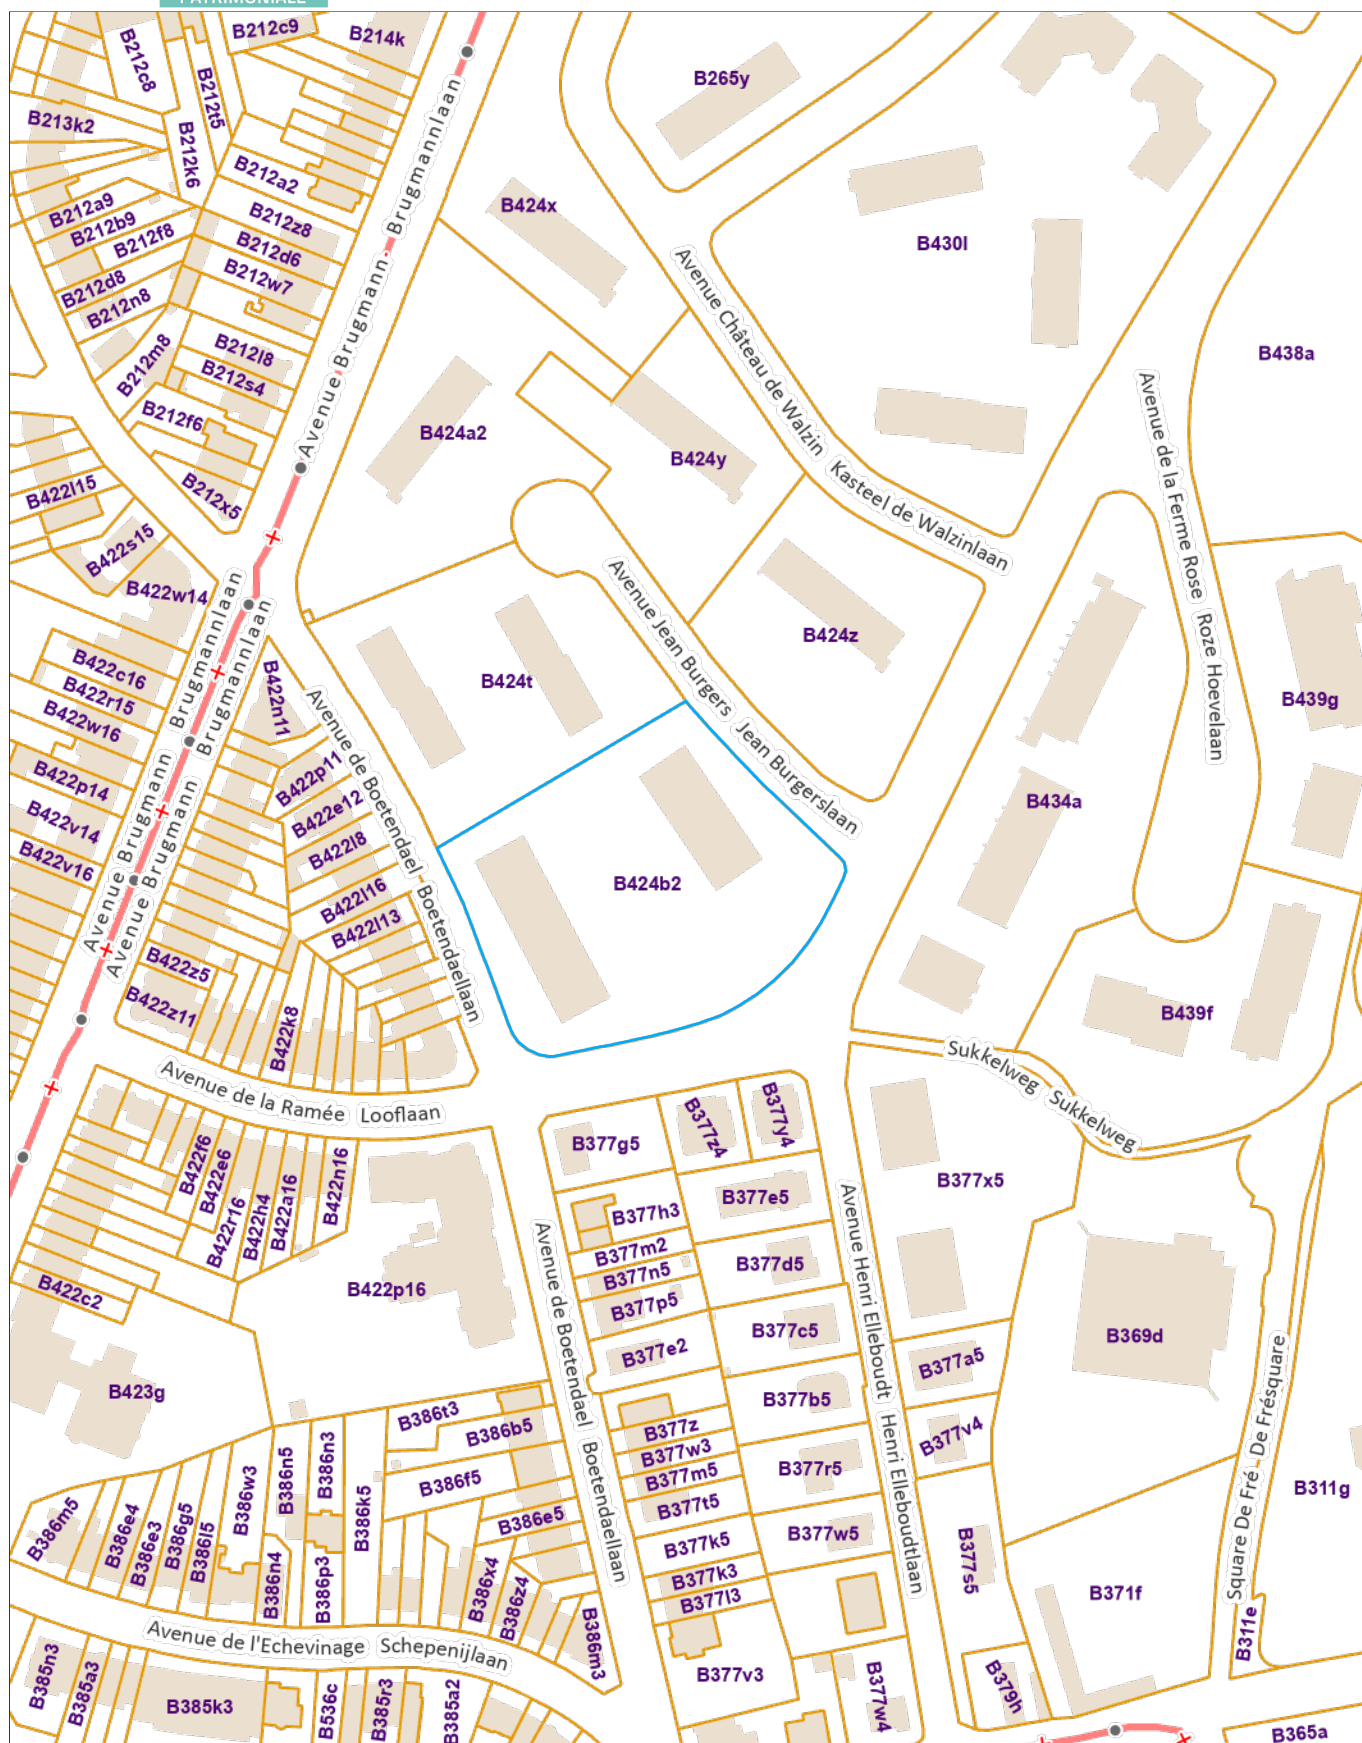 PATRIMONIALE
B212c9
B214k
B212c8
B212t5
B265y
B213k2
B212k6
B212a2
B212a9
B212b9
B212f8
B212z8
B212d6
B212w7
B212d8
B212n8
B424x
B430l
B212m8
B212l8
B212s4
B212f6
B438a
B424a2
B424y
B422l15
B212x5
B422s15
B422w14
Avenue Brugmann Brugmannlaan
Avenue Château de Walzin Kasteel de Walzinlaan
Avenue de la Ferme Rose Roze Hoevelaan
B424z
B422c16
B422r15
B422w16
B422n11
B424t
B439g
Avenue Jean Burgers Jean Burgerslaan
B422p14
B422v14
B422v16
B422p11
B422e12
B422l8
B422l16
B422l13
B434a
B424b2
Avenue Brugmann Brugmannlaan
Avenue Brugmann Brugmannlaan
Avenue de Boetendael Boetendaellaan
B422z5
B422z11
B422k8
B439f
Sukkelweg Sukkelweg
Avenue de la Ramée Looflaan
B377g5
B377z4
B377y4
B422f6
B422e6
B422r16
B422h4
B422a16
B422n16
B377x5
B377e5
B377h3
B377m2
B377n5
B377p5
B377d5
B422c2
B422p16
B377c5
B377e2
B369d
B377a5
B423g
B377b5
Avenue de Boetendael Boetendaellaan
Avenue Henri Elleboudt Henri Elleboudtlaan
Square De Fré De Frésquare
B386t3
B386b5
B377z
B377w3
B377m5
B377t5
B377v4
B377r5
B386n5
B386n3
B386f5
B386w3
B386k5
B311g
B386m5
B386e4
B386e3
B386g5
B386l5
B386e5
B377w5
B377k5
B377k3
B377l3
B377s5
B386n4
B386p3
B386x4
B386z4
B386m3
B371f
B311e
Avenue de l'Echevinage Schepenijlaan
B385n3
B385a3
B385k3
B536c
B385r3
B385a2
B377v3
B377w4
B379h
B365a